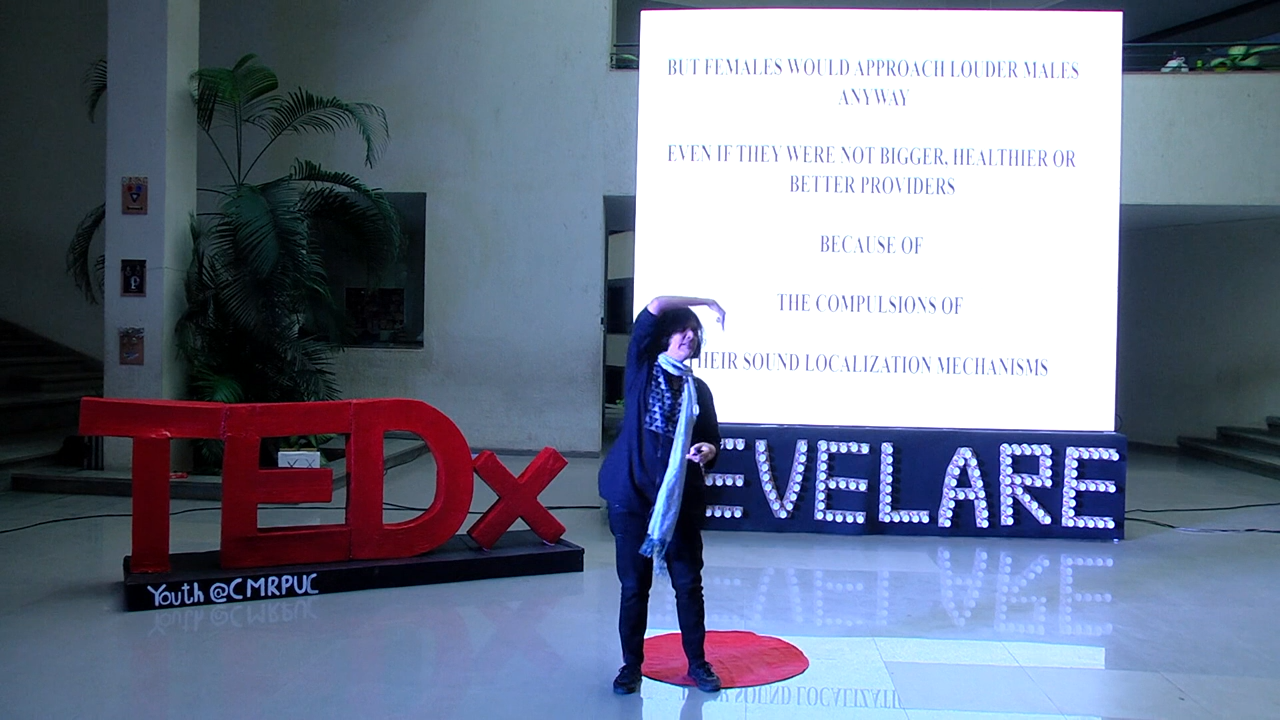 BUT FEMALES WOULD APPROACH LOUDER MALES
ANYWAY
EVEN IF THEY WERE NOT BIGGER, HEALTHIER OR
BETTER PROVIDERS
BECAUSE OF
THE COMPULSIONS OF
HEIR SOUND LOCALIZATION MECHANISMS
TEDx
Youth @CMRPUC
EVELARE